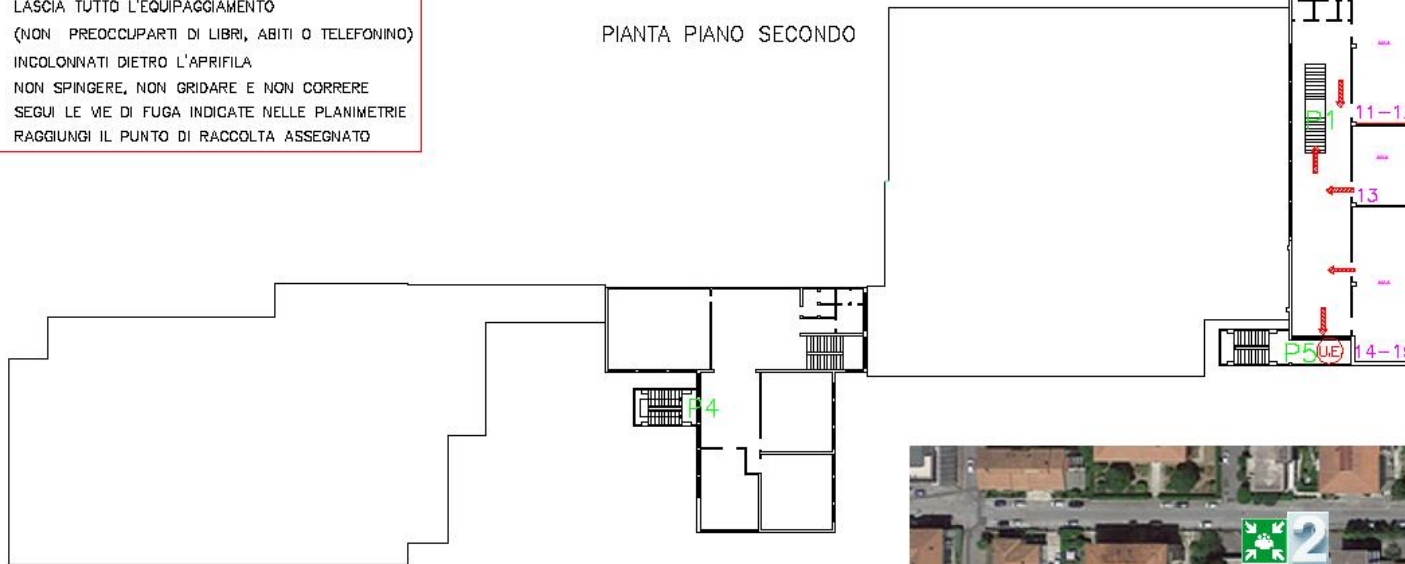 LASCIA TUTTO L'EQUIPAGGIAMENTO
(NON PREOCCUPARTI DI LIBRI, ABITI O TELEFONINO)
INCOLONNATI DIETRO L'APRIFILA
NON SPINGERE, NON GRIDARE E NON CORRERE
SEGUI LE VIE DI FUGA INDICATE NELLE PLANIMETRIE
RAGGIUNGI IL PUNTO DI RACCOLTA ASSEGNATO
PIANTA PIANO SECONDO
P1
13
P5
U.E
P4
2